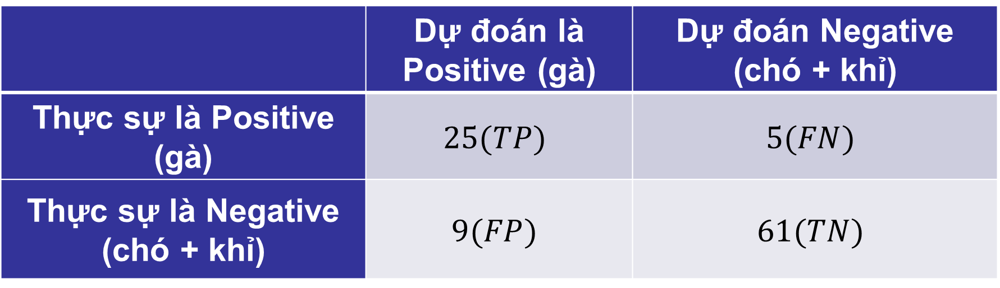 Dự đoán là
Positive (gà)
Dự đoán Negative
(chó + khỉ)
Thực sự là Positive
(gà)
25(TP)
5(FN)
Thực sự là Negative
(chó + khỉ)
9(FP)
61(TN)